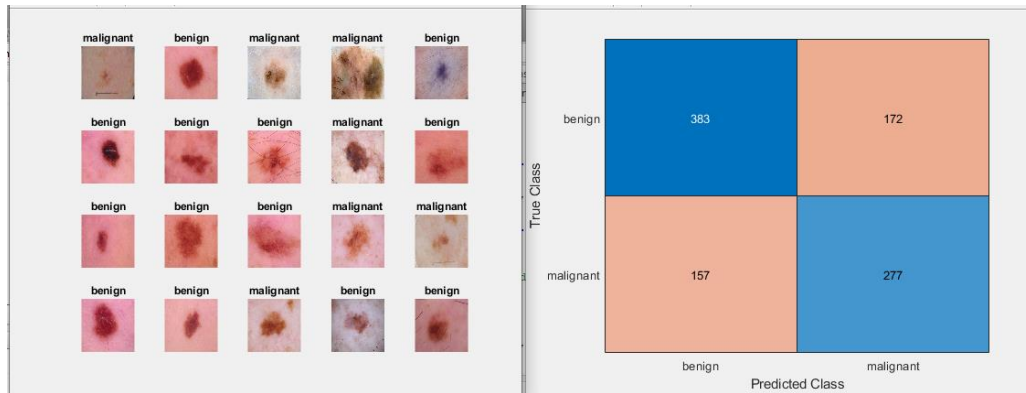 malignant benign malignant malignant benign
benign benign benign malignant benign
benign benign benign malignant malignant
benign benign malignant benign benign
True Class
benign
383
172
malignant
157
277
benign malignant
Predicted Class